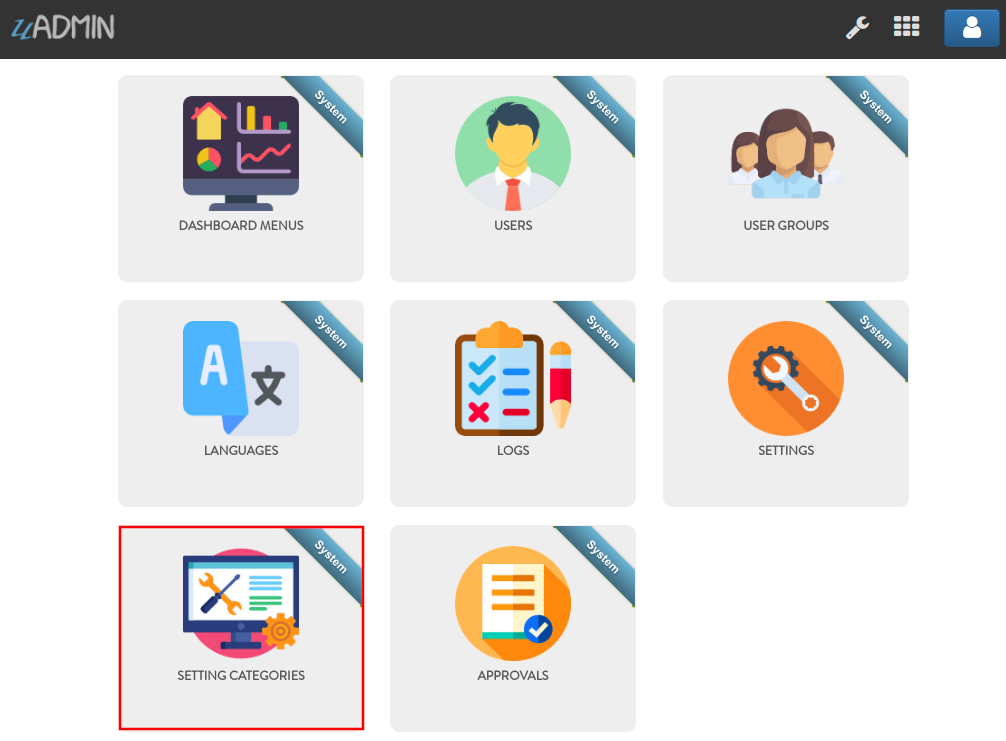 uADMIN
System
System
System
DASHBOARD MENUS
USERS
USER GROUPS
System
System
System
A
文
LANGUAGES
LOGS
SETTINGS
System
System
SETTING CATEGORIES
APPROVALS